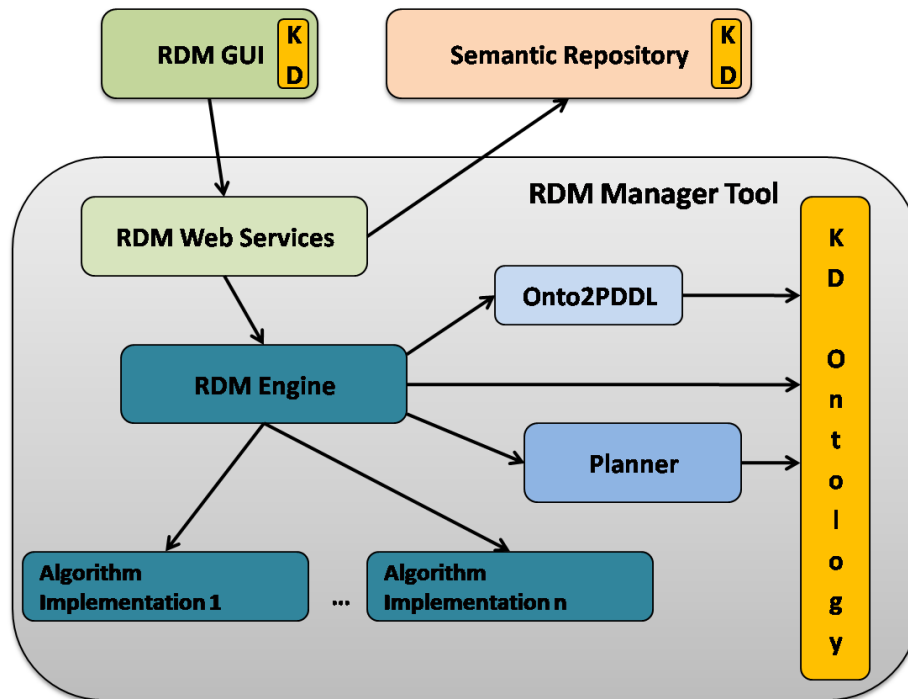 RDM GUI
K
D
Semantic Repository
K
D
RDM Manager Tool
RDM Web Services
Onto2PDDL
RDM Engine
Planner
K
D
O
n
t
o
l
o
g
y
Algorithm
Implementation 1
...
Algorithm
Implementation n